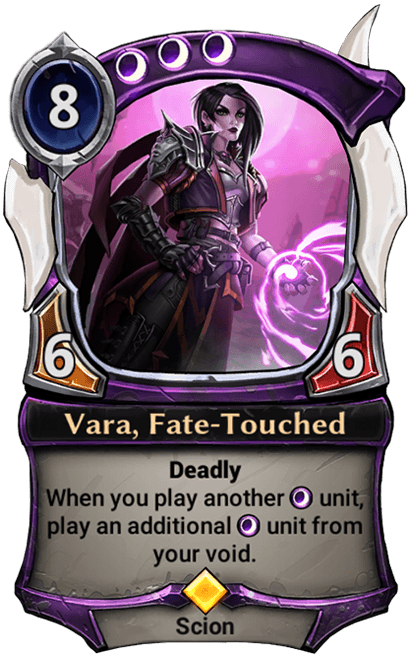 8
6
6
Vara, Fate-Touched
Deadly
When you play another unit,
play an additional unit from
your void.
Scion